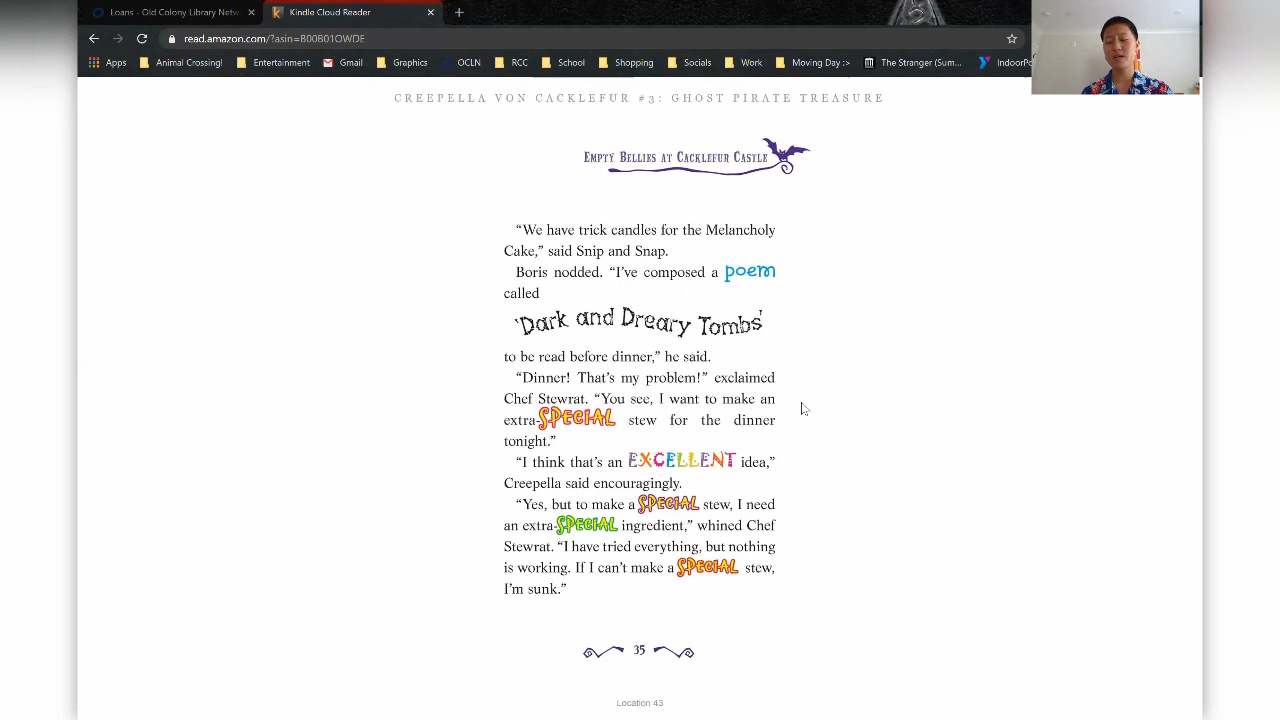 Loans - Old Colony Library Netw
Kindle Cloud Reader
read.amazon.com/?asin=B00B01OWDE
Apps Animal Crossing! Entertainment Gmail Graphics OCLN RCC School Shopping Socials Work Moving Day :> The Stranger (Sum...
CREEPELLA VON CACKLEFUR #3: GHOST PIRATE TREASURE
EMPTY BELLIES AT CACKLEFUR CASTLE
“We have trick candles for the Melancholy
Cake,” said Snip and Snap.
Boris nodded. “I’ve composed a poem
called
‘Dark and Dreary Tombs’
to be read before dinner,” he said.
“Dinner! That’s my problem!” exclaimed
Chef Stewrat. “You see, I want to make an
extra-SPECIAL stew for the dinner
tonight.”
“I think that’s an EXCELLENT idea,”
Creepella said encouragingly.
“Yes, but to make a SPECIAL stew, I need
an extra-SPECIAL ingredient,” whined Chef
Stewrat. “I have tried everything, but nothing
is working. If I can’t make a SPECIAL stew,
I’m sunk.”
35
Location 43